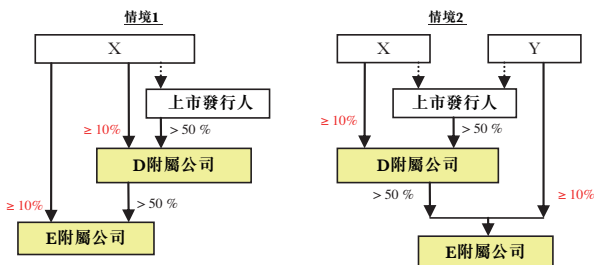 情境1
X
上市發行人
≥ 10%
> 50 %
D附屬公司
≥ 10%
> 50 %
E附屬公司
情境2
X
Y
上市發行人
≥ 10%
> 50 %
D附屬公司
> 50 %
≥ 10%
E附屬公司